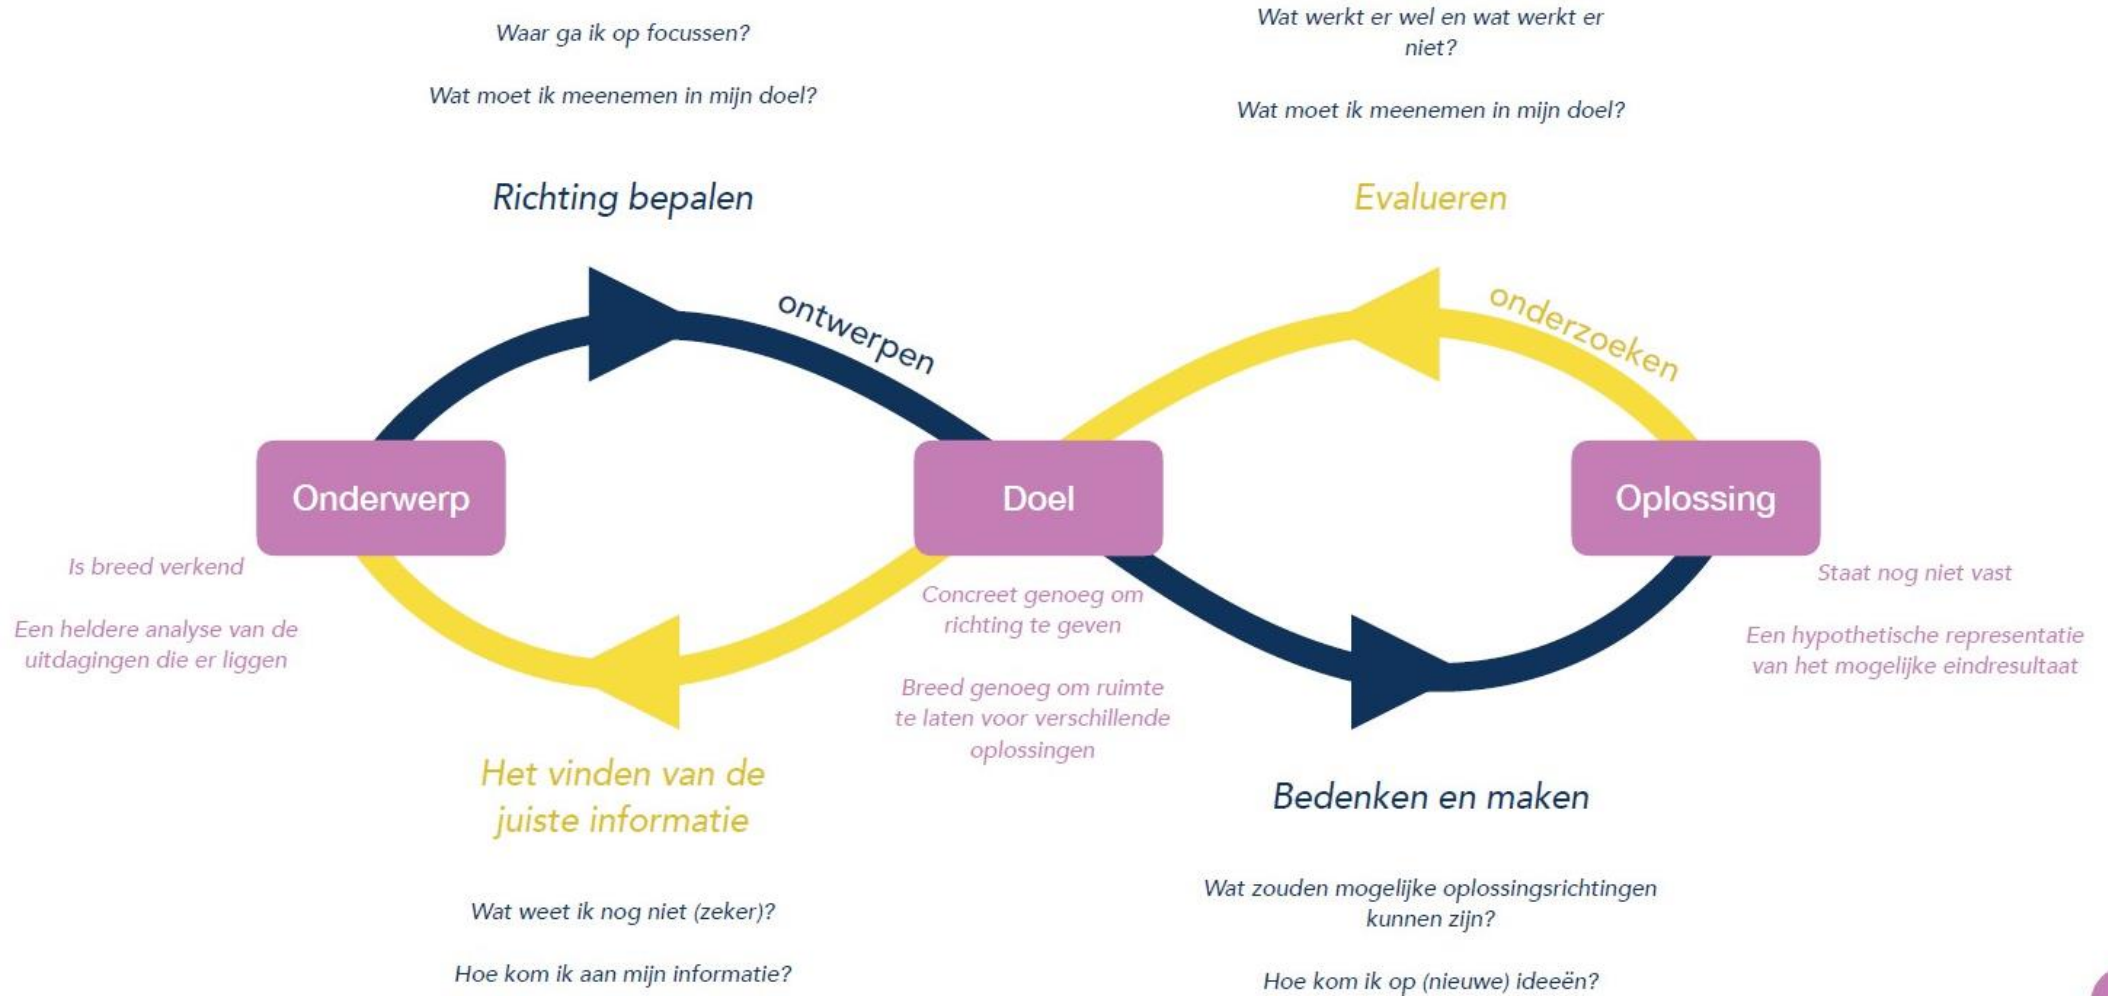 Waar ga ik op focussen?
Wat moet ik meenemen in mijn doel?
Wat werkt er wel en wat werkt er
niet?
Wat moet ik meenemen in mijn doel?
Richting bepalen
Evalueren
ontwerpen
onderzoeken
Onderwerp
Doel
Oplossing
Is breed verkend
Een heldere analyse van de
uitdagingen die er liggen
Concreet genoeg om
richting te geven
Breed genoeg om ruimte
te laten voor verschillende
oplossingen
Staat nog niet vast
Een hypothetische representatie
van het mogelijke eindresultaat
Het vinden van de
juiste informatie
Wat weet ik nog niet (zeker)?
Hoe kom ik aan mijn informatie?
Bedenken en maken
Wat zouden mogelijke oplossingsrichtingen
kunnen zijn?
Hoe kom ik op (nieuwe) ideeën?